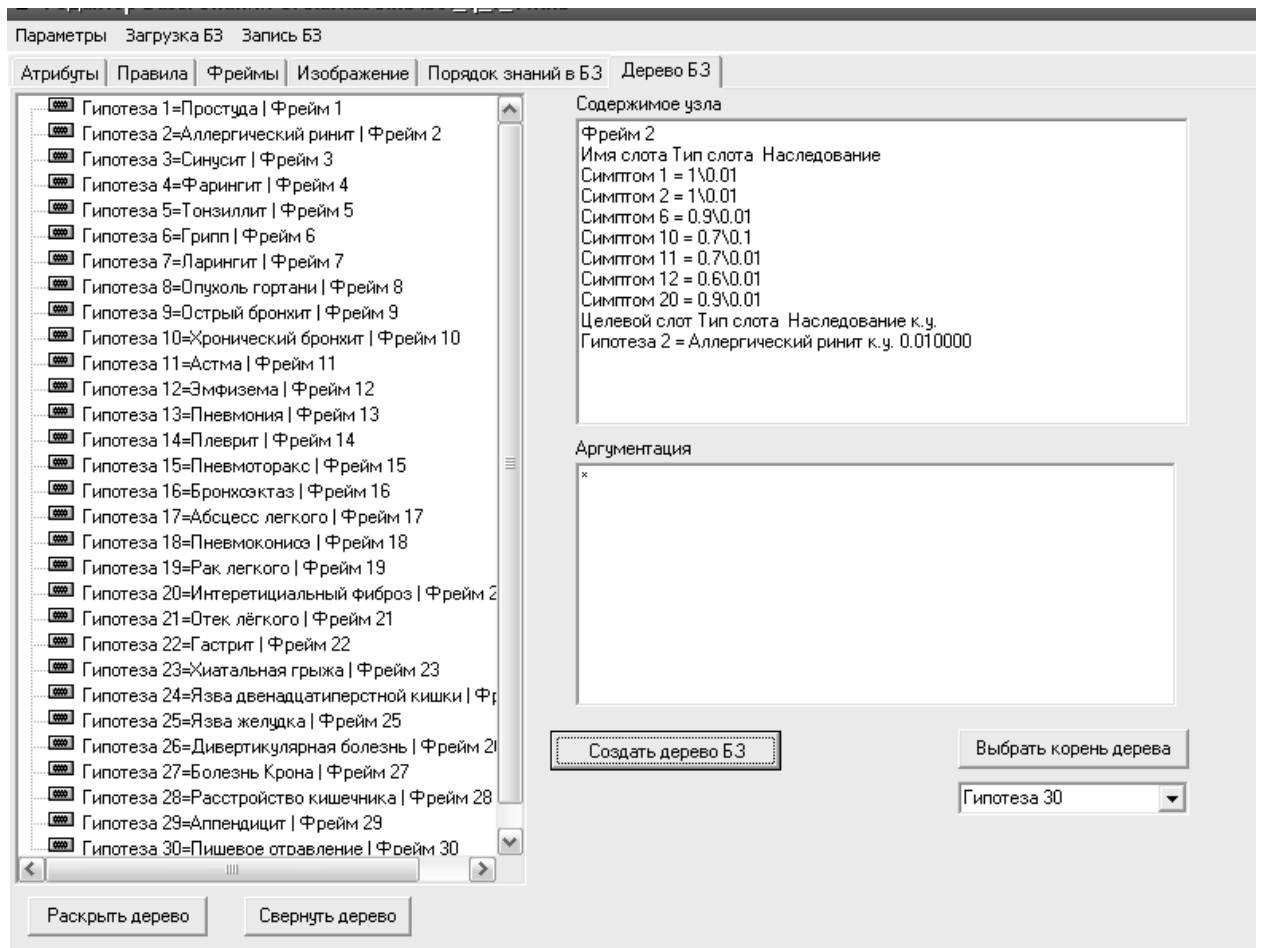 Параметры Загрузка БЗ Запись БЗ
Атрибуты Правила Фреймы Изображение Порядок знаний в БЗ Дерево БЗ
Гипотеза 1=Простуда | Фрейм 1
Гипотеза 2=Аллергический ринит | Фрейм 2
Гипотеза 3=Синусит | Фрейм 3
Гипотеза 4=Фарингит | Фрейм 4
Гипотеза 5=Тонзиллит | Фрейм 5
Гипотеза 6=Грипп | Фрейм 6
Гипотеза 7=Ларингит | Фрейм 7
Гипотеза 8=Опухоль гортани | Фрейм 8
Гипотеза 9=Острый бронхит | Фрейм 9
Гипотеза 10=Хронический бронхит | Фрейм 10
Гипотеза 11=Астма | Фрейм 11
Гипотеза 12=Эмфизема | Фрейм 12
Гипотеза 13=Пневмония | Фрейм 13
Гипотеза 14=Плеврит | Фрейм 14
Гипотеза 15=Пневмоторакс | Фрейм 15
Гипотеза 16=Бронхоэктаз | Фрейм 16
Гипотеза 17=Абсцесс легкого | Фрейм 17
Гипотеза 18=Пневмокониоз | Фрейм 18
Гипотеза 19=Рак легкого | Фрейм 19
Гипотеза 20=Интеретициальный фиброз | Фрейм 2
Гипотеза 21=Отек лёгкого | Фрейм 21
Гипотеза 22=Гастрит | Фрейм 22
Гипотеза 23=Хиатальная грыжа | Фрейм 23
Гипотеза 24=Язва двенадцатиперстной кишки | Фр
Гипотеза 25=Язва желудка | Фрейм 25
Гипотеза 26=Дивертикулярная болезнь | Фрейм 2
Гипотеза 27=Болезнь Крона | Фрейм 27
Гипотеза 28=Расстройство кишечника | Фрейм 28
Гипотеза 29=Аппендицит | Фрейм 29
Гипотеза 30=Пищевое отравление | Фрейм 30
Раскрыть дерево Свернуть дерево
Содержимое узла
Фрейм 2
Имя слота Тип слота Наследование
Симптом 1 = 1\0.01
Симптом 2 = 1\0.01
Симптом 6 = 0.9\0.01
Симптом 10 = 0.7\0.1
Симптом 11 = 0.7\0.01
Симптом 12 = 0.6\0.01
Симптом 20 = 0.9\0.01
Целевой слот Тип слота Наследование к.у.
Гипотеза 2 = Аллергический ринит к.у. 0.010000
Аргументация
×
Создать дерево БЗ Выбрать корень дерева
Гипотеза 30